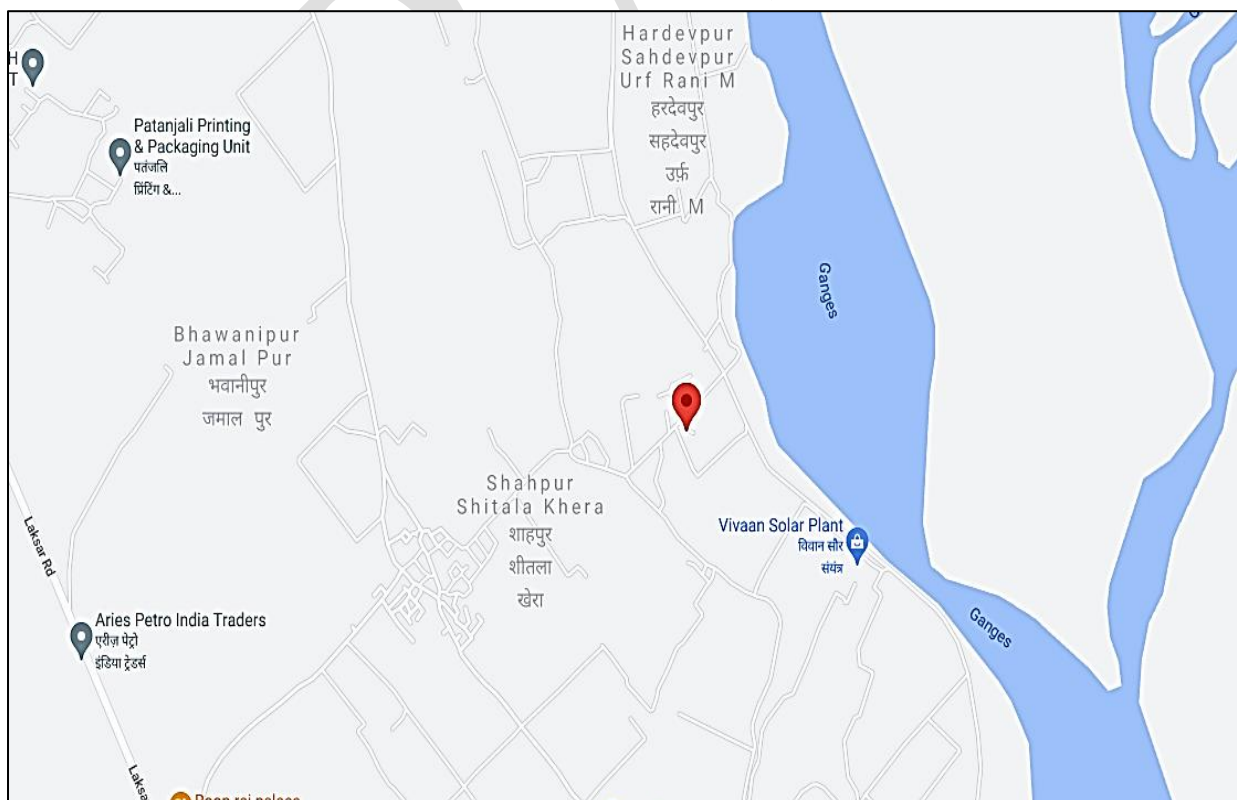 Hardevpur
Sahdevpur
Urf Rani M
हरदेवपुर
सहदेवपुर
उर्फ़
रानी M
H
T
Patanjali Printing
& Packaging Unit
पतंजलि
प्रिंटिंग &...
Ganges
Bhawanipur
Jamal Pur
भवानीपुर
जमाल पुर
Shahpur
Shitala Khera
शाहपुर
शीतला
खेरा
Laksar Rd
Vivaan Solar Plant
विवान सौर
संयंत्र
Aries Petro India Traders
एरीज़ पेट्रो
इंडिया ट्रेडर्स
Ganges